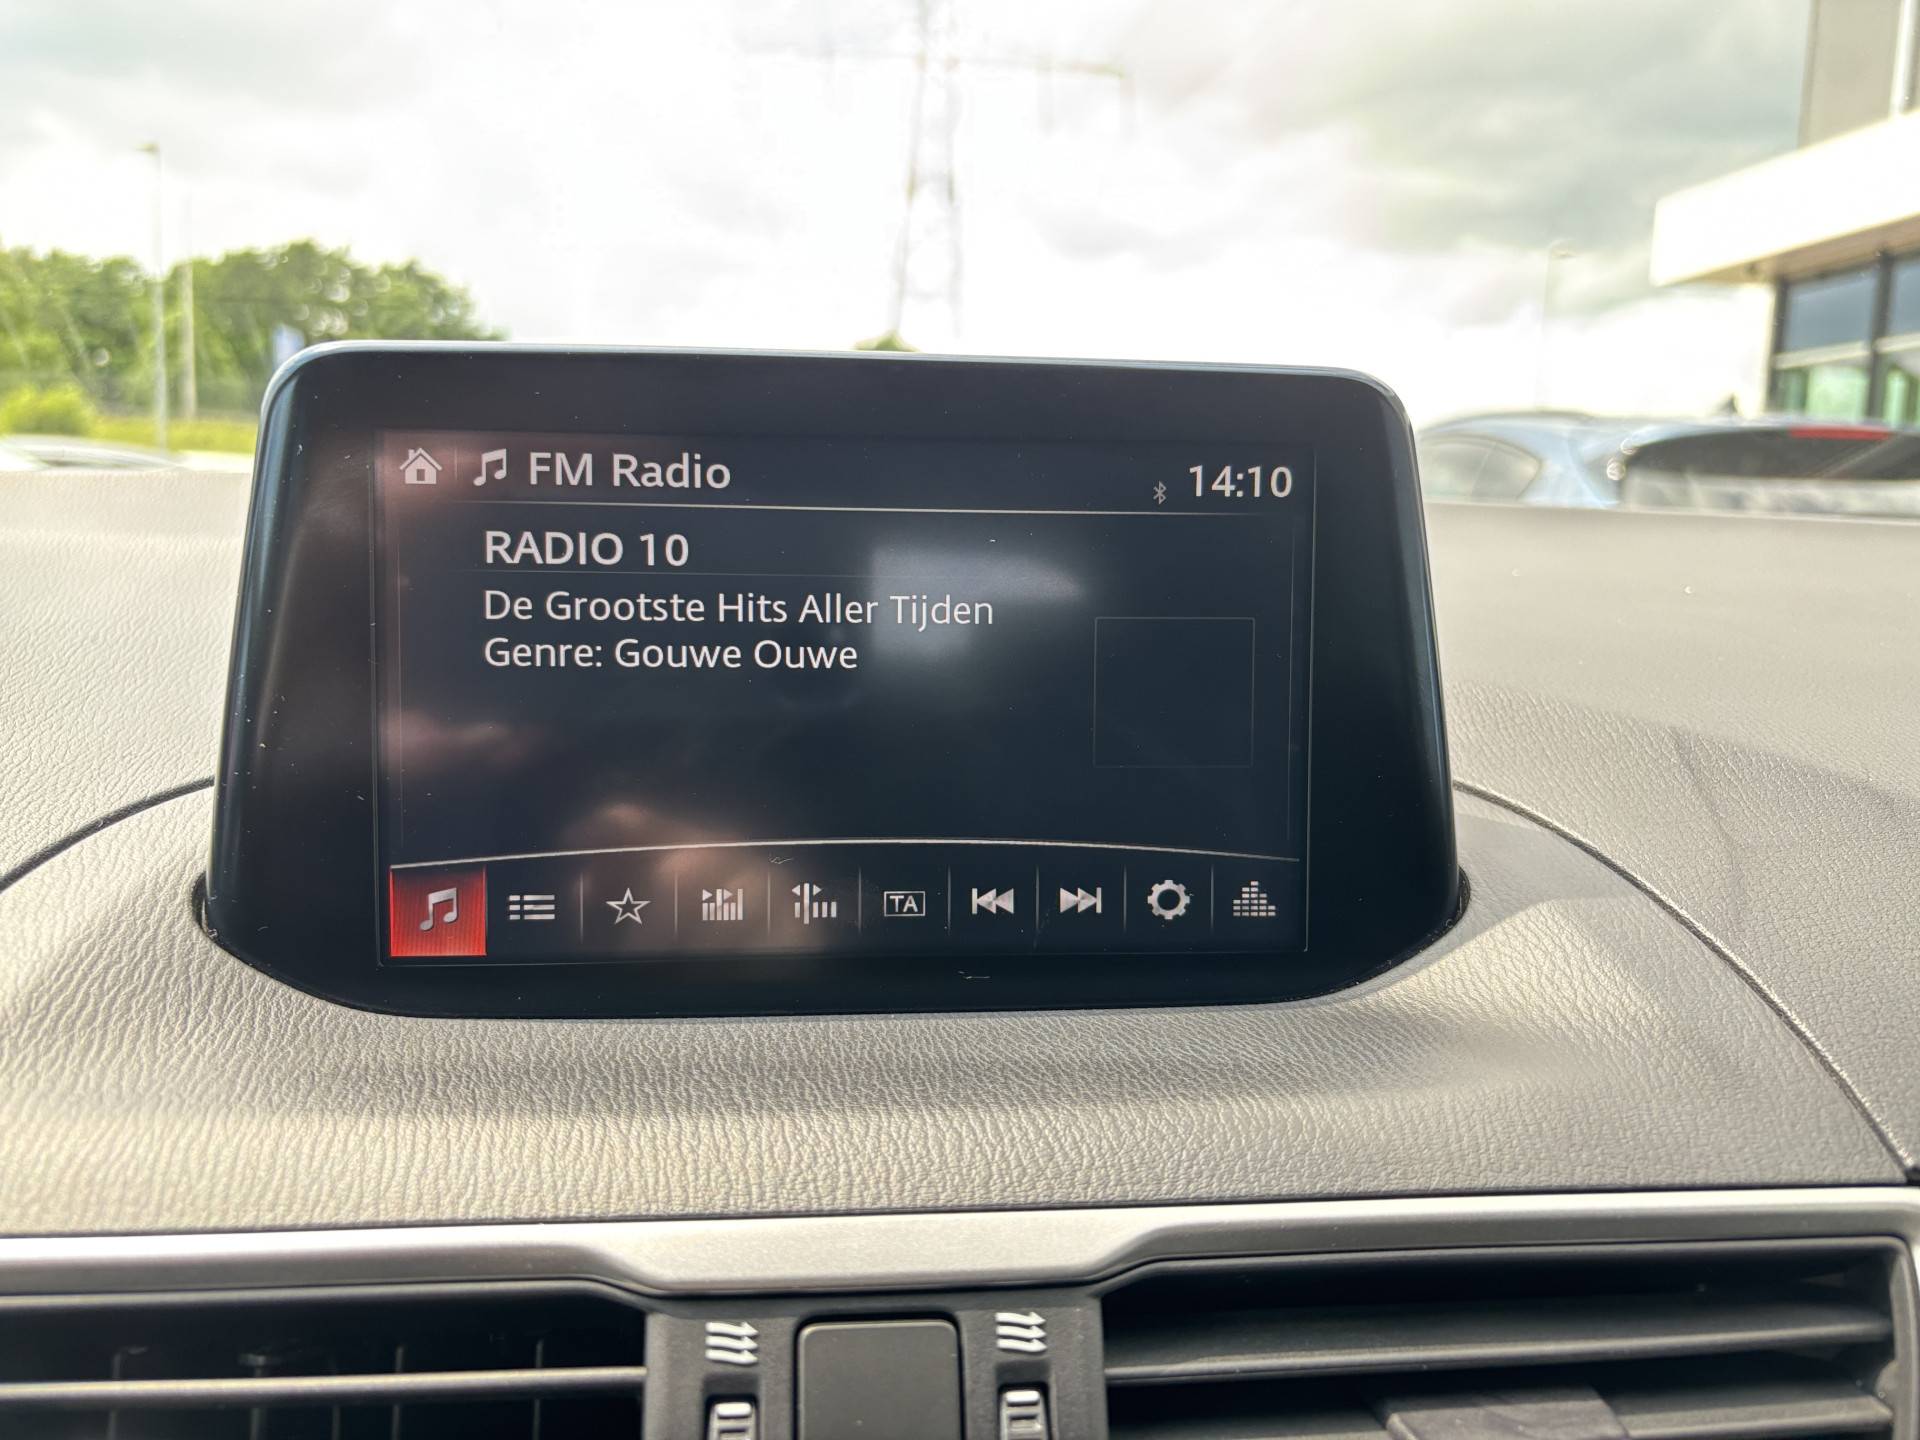 FM Radio
14:10
RADIO 10
De Grootste Hits Aller Tijden
Genre: Gouwe Ouwe
TA